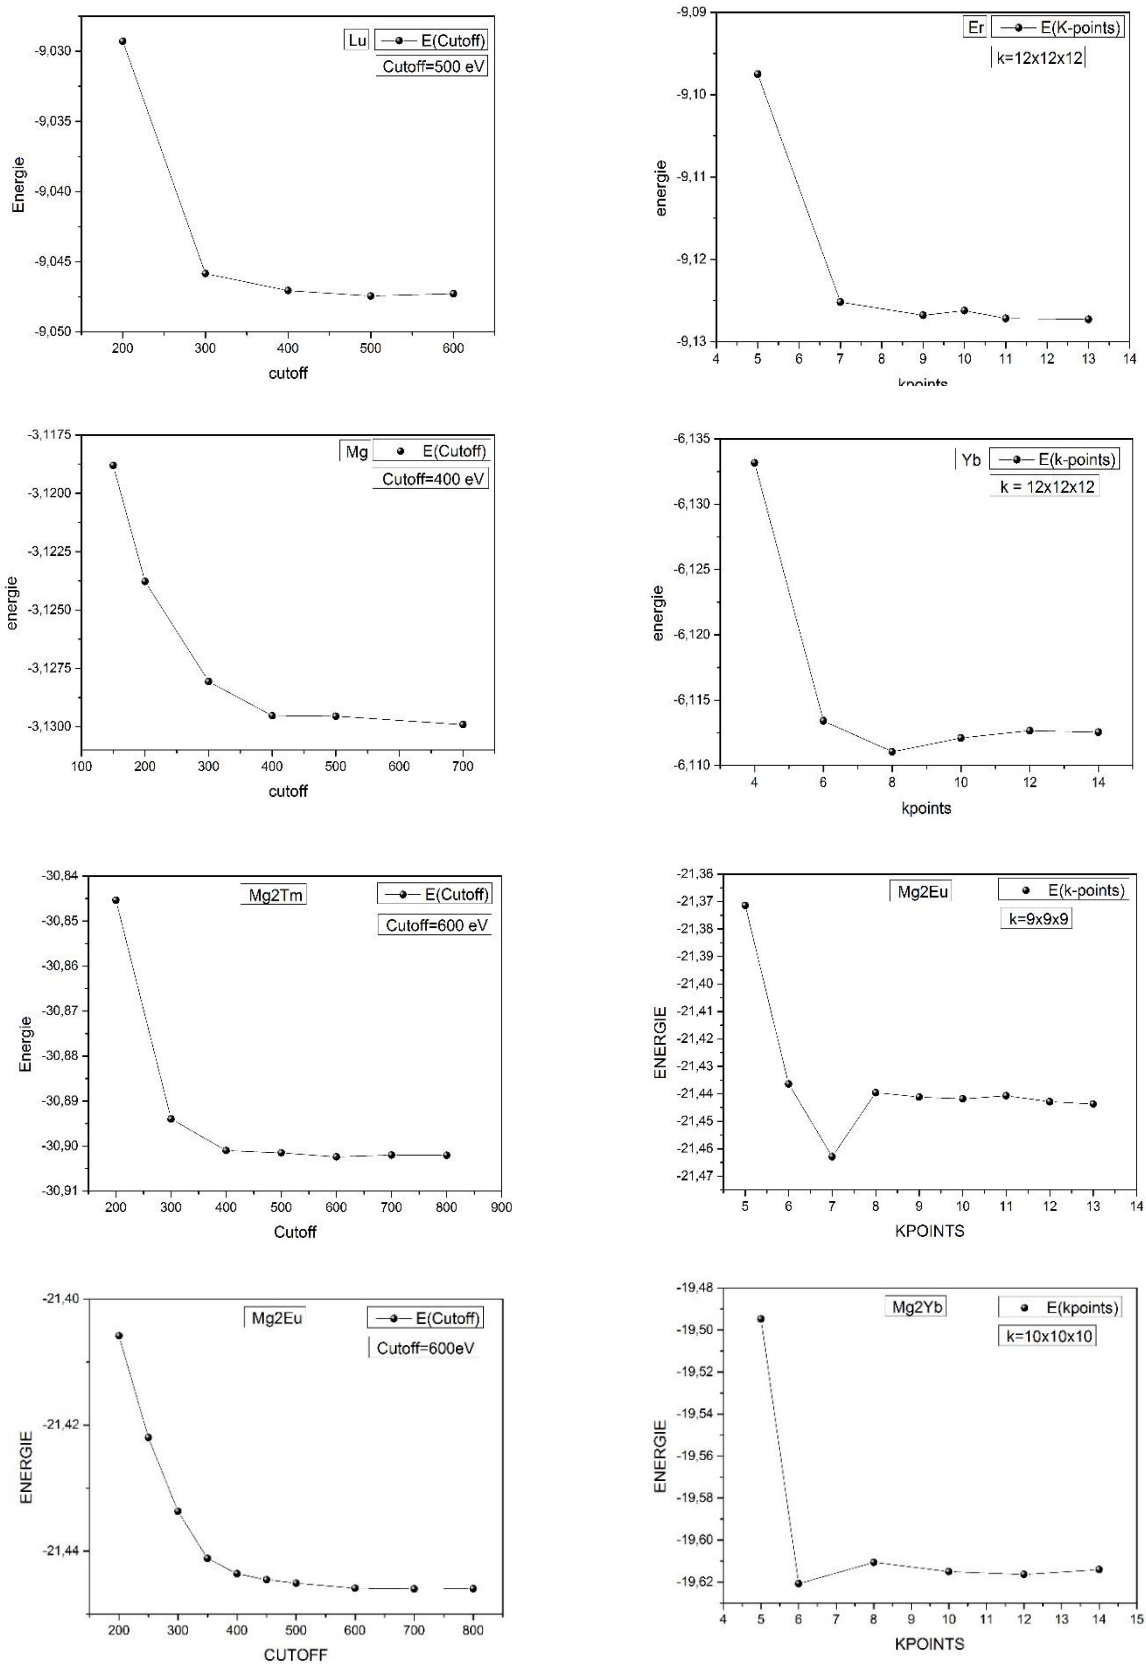 Lu E(Cutoff)
Cutoff=500 eV
-9,030
-9,035
-9,040
-9,045
-9,050
Energie
200 300 400 500 600
cutoff
Er E(K-points)
k=12x12x12
-9,09
-9,10
-9,11
-9,12
-9,13
energie
4 5 6 7 8 9 10 11 12 13 14
kpoints
Mg E(Cutoff)
Cutoff=400 eV
-3,1175
-3,1200
-3,1225
-3,1250
-3,1275
-3,1300
energie
100 200 300 400 500 600 700
cutoff
Yb E(k-points)
k = 12x12x12
-6,135
-6,130
-6,125
-6,120
-6,115
-6,110
energie
4 6 8 10 12 14
kpoints
Mg2Tm E(Cutoff)
Cutoff=600 eV
-30,84
-30,85
-30,86
-30,87
-30,88
-30,89
-30,90
-30,91
Energie
200 300 400 500 600 700 800 900
Cutoff
Mg2Eu E(k-points)
k=9x9x9
-21,36
-21,37
-21,38
-21,39
-21,40
-21,41
-21,42
-21,43
-21,44
-21,45
-21,46
-21,47
ENERGIE
5 6 7 8 9 10 11 12 13 14
KPOINTS
Mg2Eu E(Cutoff)
Cutoff=600eV
-21,40
-21,42
-21,44
ENERGIE
200 300 400 500 600 700 800
CUTOFF
Mg2Yb E(kpoints)
k=10x10x10
-19,48
-19,50
-19,52
-19,54
-19,56
-19,58
-19,60
-19,62
ENERGIE
4 5 6 7 8 9 10 11 12 13 14 15
KPOINTS